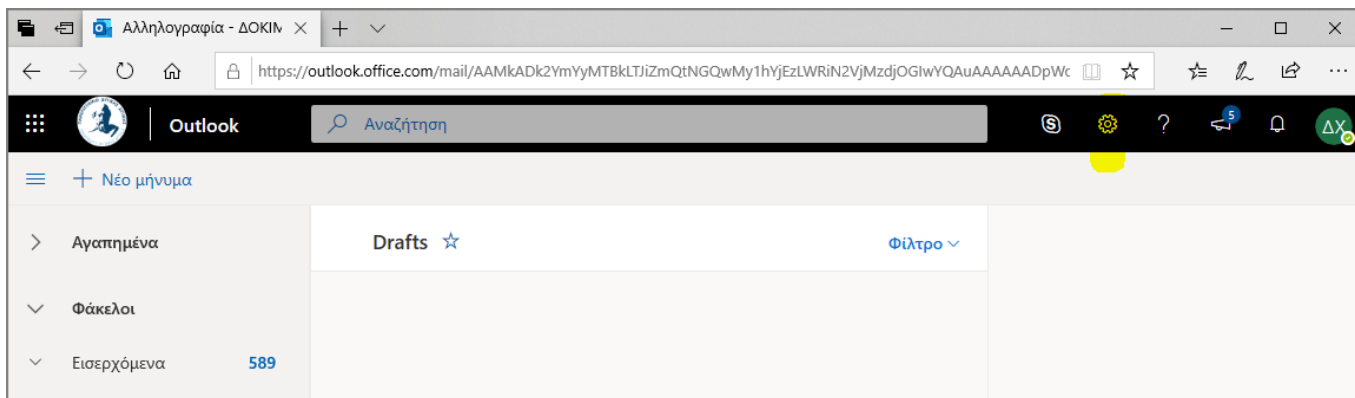 Αλληλογραφία - ΔΟΚΙΜ
https://outlook.office.com/mail/AAMkADk2YmYyMTBkLTJiZmQtNGQwMy1hYjEzLWRiN2VjMzdjOGIwYQAuAAAAAADpWc
Outlook
Αναζήτηση
5
ΔΧ
Νέο μήνυμα
Αγαπημένα
Drafts
Φίλτρο
Φάκελοι
Εισερχόμενα 589